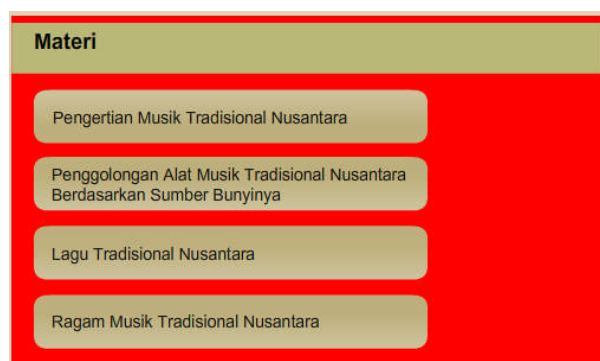 Materi
Pengertian Musik Tradisional Nusantara
Penggolongan Alat Musik Tradisional Nusantara
Berdasarkan Sumber Bunyinya
Lagu Tradisional Nusantara
Ragam Musik Tradisional Nusantara